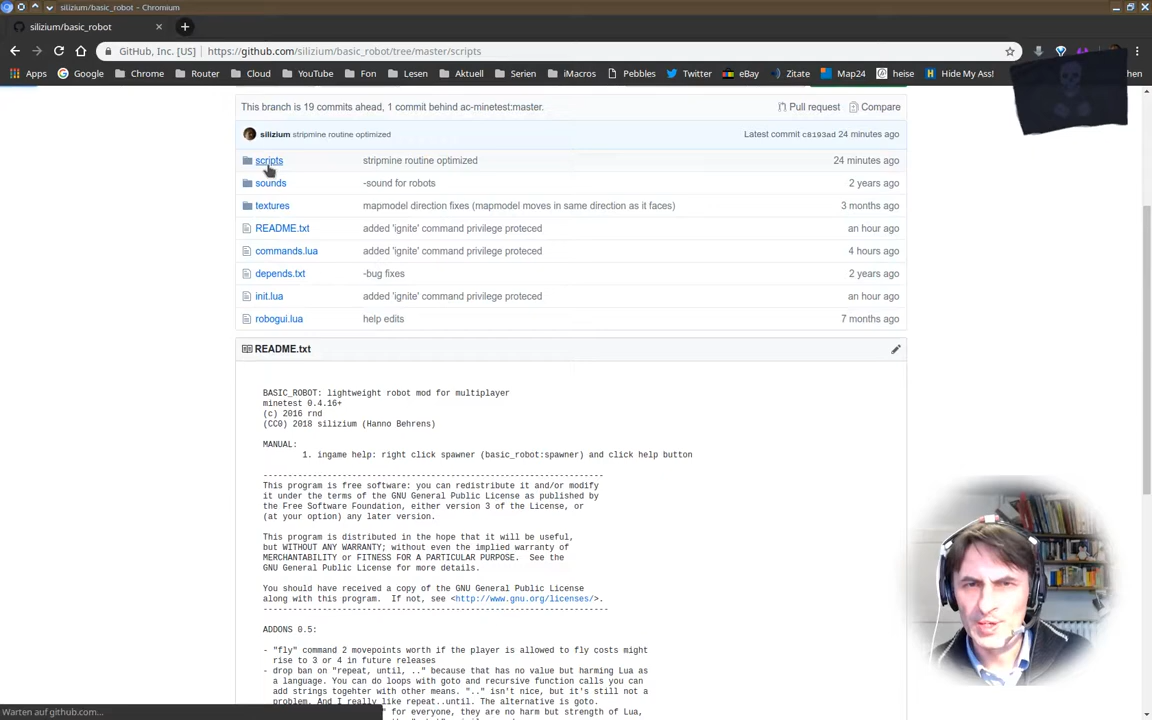 silizium/basic_robot - Chromium
silizium/basic_robot
GitHub, Inc. [US] https://github.com/silizium/basic_robot/tree/master/scripts
Apps Google Chrome Router Cloud YouTube Fon Lesen Aktuell Serien iMacros Pebbles Twitter eBay Zitate Map24 heise Hide My Ass!
This branch is 19 commits ahead, 1 commit behind ac-minetest:master. Pull request Compare
silizium stripmine routine optimized Latest commit c8193ad 24 minutes ago
scripts stripmine routine optimized 24 minutes ago
sounds -sound for robots 2 years ago
textures mapmodel direction fixes (mapmodel moves in same direction as it faces) 3 months ago
README.txt added 'ignite' command privilege proteced an hour ago
commands.lua added 'ignite' command privilege proteced 4 hours ago
depends.txt -bug fixes 2 years ago
init.lua added 'ignite' command privilege proteced an hour ago
robogui.lua help edits 7 months ago
README.txt
BASIC_ROBOT: lightweight robot mod for multiplayer
minetest 0.4.16+
(c) 2016 rnd
(CC0) 2018 silizium (Hanno Behrens)
MANUAL:
1. ingame help: right click spawner (basic_robot:spawner) and click help button
------------------------------------------------------------------
This program is free software: you can redistribute it and/or modify
it under the terms of the GNU General Public License as published by
the Free Software Foundation, either version 3 of the License, or
(at your option) any later version.
This program is distributed in the hope that it will be useful,
but WITHOUT ANY WARRANTY; without even the implied warranty of
MERCHANTABILITY or FITNESS FOR A PARTICULAR PURPOSE. See the
GNU General Public License for more details.
You should have received a copy of the GNU General Public License
along with this program. If not, see <http://www.gnu.org/licenses/>.
-------------------------------------------------------------------
ADDONS 0.5:
- "fly" command 2 movepoints worth if the player is allowed to fly costs might
rise to 3 or 4 in future releases
- drop ban on "repeat, until, .." because that has no value but harming Lua as
a language. You can do loops with goto and recursive function calls you can
add strings togehter with other means. ".." isn't nice, but it's still not a
problem. And I really like repeat..until. The alternative is goto.
for everyone, they are no harm but strength of Lua,
Warten auf github.com...